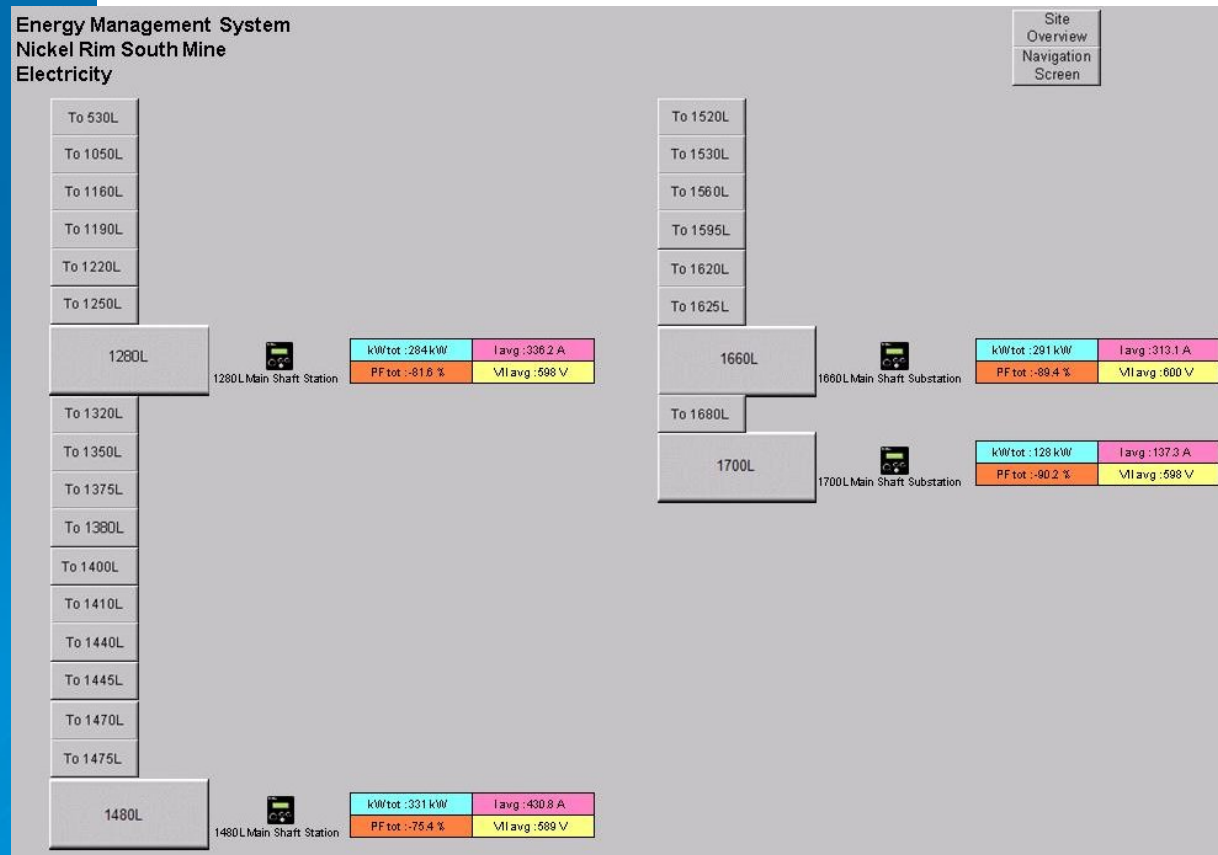 Energy Management System
Nickel Rim South Mine
Electricity
Site
Overview
Navigation
Screen
To 530L
To 1050L
To 1160L
To 1190L
To 1220L
To 1250L
1280L
1280L Main Shaft Station
kWtot :284 kW
I avg :336.2 A
PF tot :-81.6 %
Vll avg :598 V
To 1320L
To 1350L
To 1375L
To 1380L
To 1400L
To 1410L
To 1440L
To 1445L
To 1470L
To 1475L
1480L
1480L Main Shaft Station
kWtot :331 kW
I avg :430.8 A
PF tot :-75.4 %
Vll avg :589 V
To 1520L
To 1530L
To 1560L
To 1595L
To 1620L
To 1625L
1660L
1660L Main Shaft Substation
kWtot :291 kW
I avg :313.1 A
PF tot :-89.4 %
Vll avg :600 V
To 1680L
1700L
1700L Main Shaft Substation
kWtot :128 kW
I avg :137.3 A
PF tot :-90.2 %
Vll avg :598 V